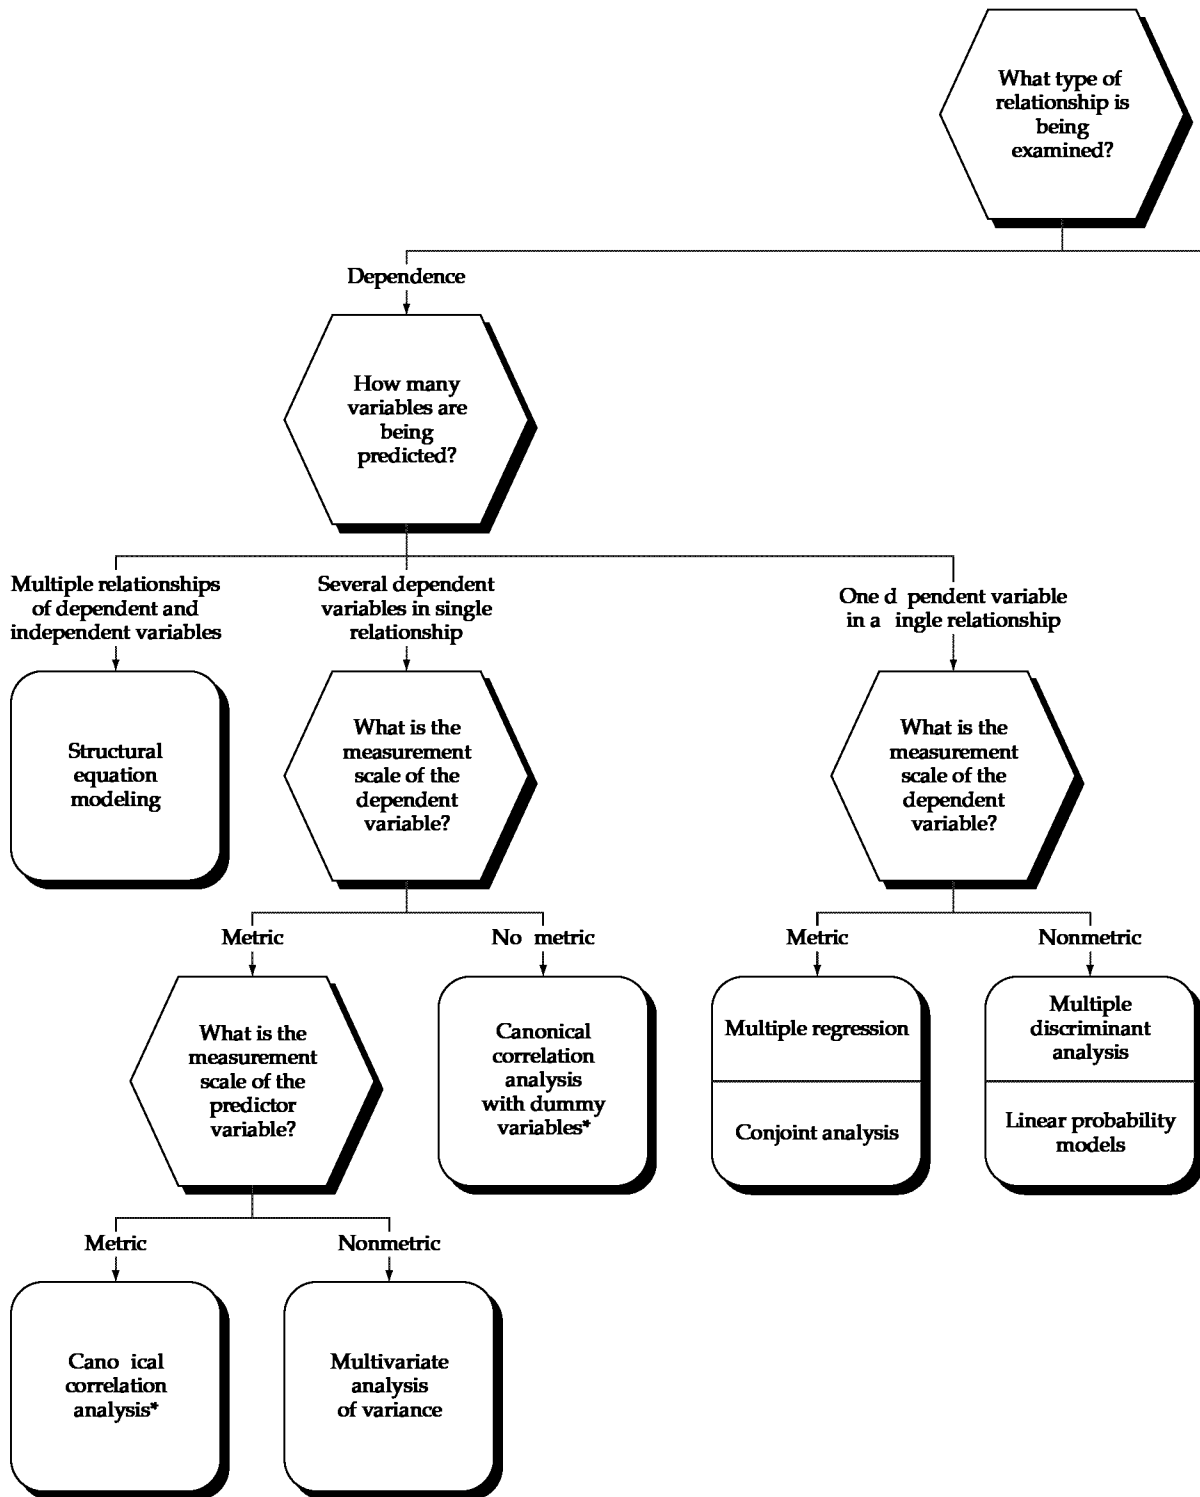 What type of
relationship is
being
examined?
Dependence
How many
variables are
being
predicted?
Multiple relationships
of dependent and
independent variables
Several dependent
variables in single
relationship
One d pendent variable
in a ingle relationship
Structural
equation
modeling
What is the
measurement
scale of the
dependent
variable?
What is the
measurement
scale of the
dependent
variable?
Metric
No metric
Metric
Nonmetric
What is the
measurement
scale of the
predictor
variable?
Canonical
correlation
analysis
with dummy
variables*
Multiple regression
Conjoint analysis
Multiple
discriminant
analysis
Linear probability
models
Metric
Nonmetric
Cano ical
correlation
analysis*
Multivariate
analysis
of variance